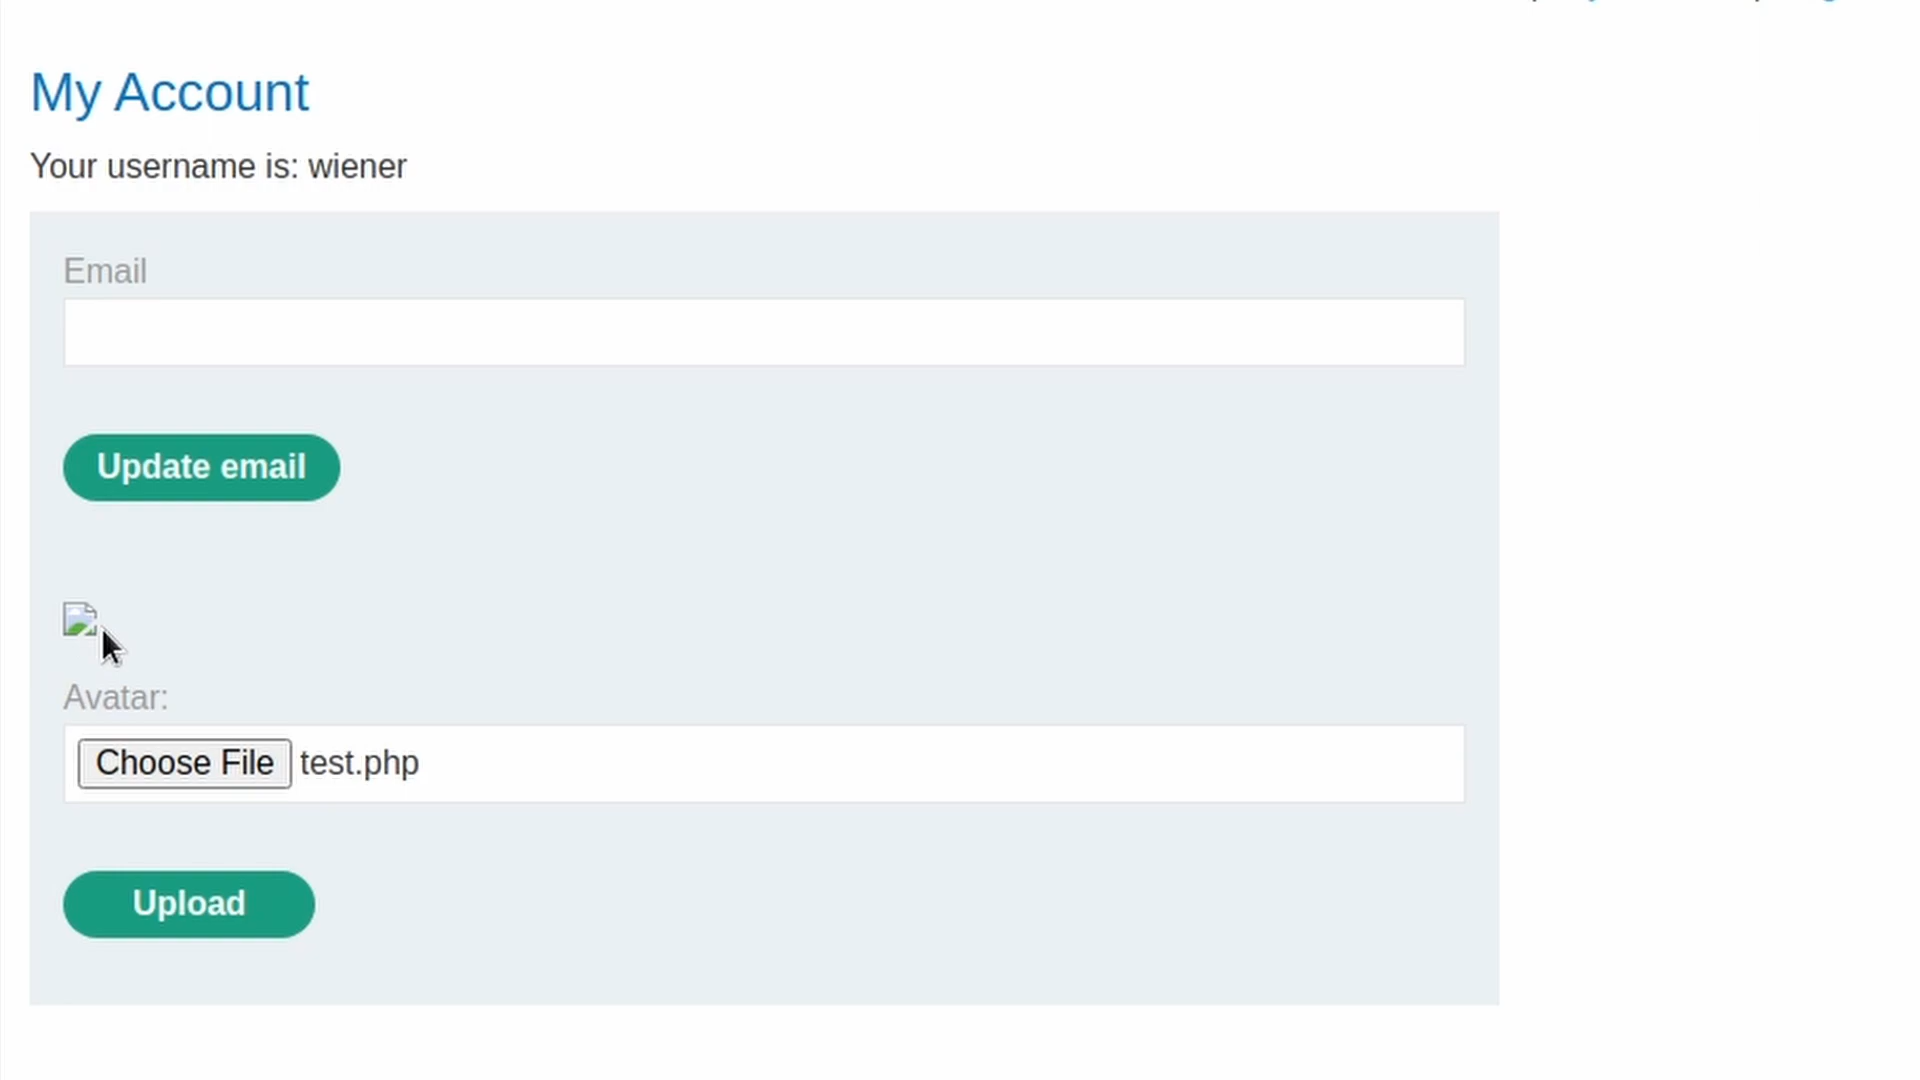 My Account
Your username is: wiener
Email
Update email
Avatar:
Choose File test.php
Upload